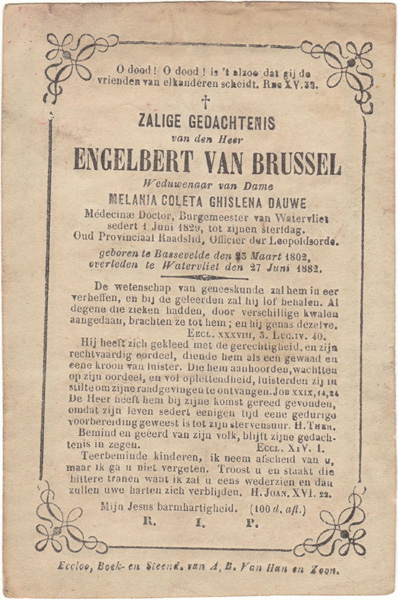 O dood! O dood! is 't alzoo dat gij de
vrienden van elkanderen scheidt. Reg XV. 32.
†
ZALIGE GEDACHTENIS
van den Heer
ENGELBERT VAN BRUSSEL
Weduwenaar van Dame
MELANIA COLETA GHISLENA DAUWE
Médecinæ Doctor, Burgemeester van Watervliet
sedert 1 Juni 1829, tot zijnen sterfdag.
Oud Provinciaal Raadslid, Officier der Leopoldsorde.
geboren te Bassevelde den 23 Maart 1802,
overleden te Watervliet den 27 Juni 1882.
De wetenschap van geneeskunde zal hem in eer
verheffen, en bij de geleerden zal hij lof behalen. Al
degene die zieken hadden, door verschillige kwalen
aangedaan, brachten ze tot hem; en hij genas dezelve.
Eccl. XXXVIII, 3. Luc. IV. 40.
Hij heeft zich gekleed met de gerechtigheid, en zijn
rechtvaardig oordeel, diende hem als een gewaad en
eene kroon van luister. Die hem aanhoorden, wachtten
op zijn oordeel, en vol oplettendheid, luisterden zij in
stilte om zijne raadgevingen te ontvangen. Job XXIX, 14, 24
De Heer heeft hem bij zijne komst gereed gevonden,
omdat zijn leven sedert eenigen tijd eene gedurige
voorbereiding geweest is tot zijn stervensuur. H. Ther.
Bemind en geëerd van zijn volk, blijft zijne gedach-
tenis in zegen. Eccl. XLV. 1.
Teerbeminde kinderen, ik neem afscheid van u,
maar ik ga u niet vergeten. Troost u en staakt die
bittere tranen want ik zal u eens wederzien en dan
zullen uwe harten zich verblijden. H. Joan. XVI. 22.
Mijn Jesus barmhartigheid. (100 d. afl.)
R. I. P.
Eecloo, Boek- en Steend. van A. B. Van Han en Zoon.